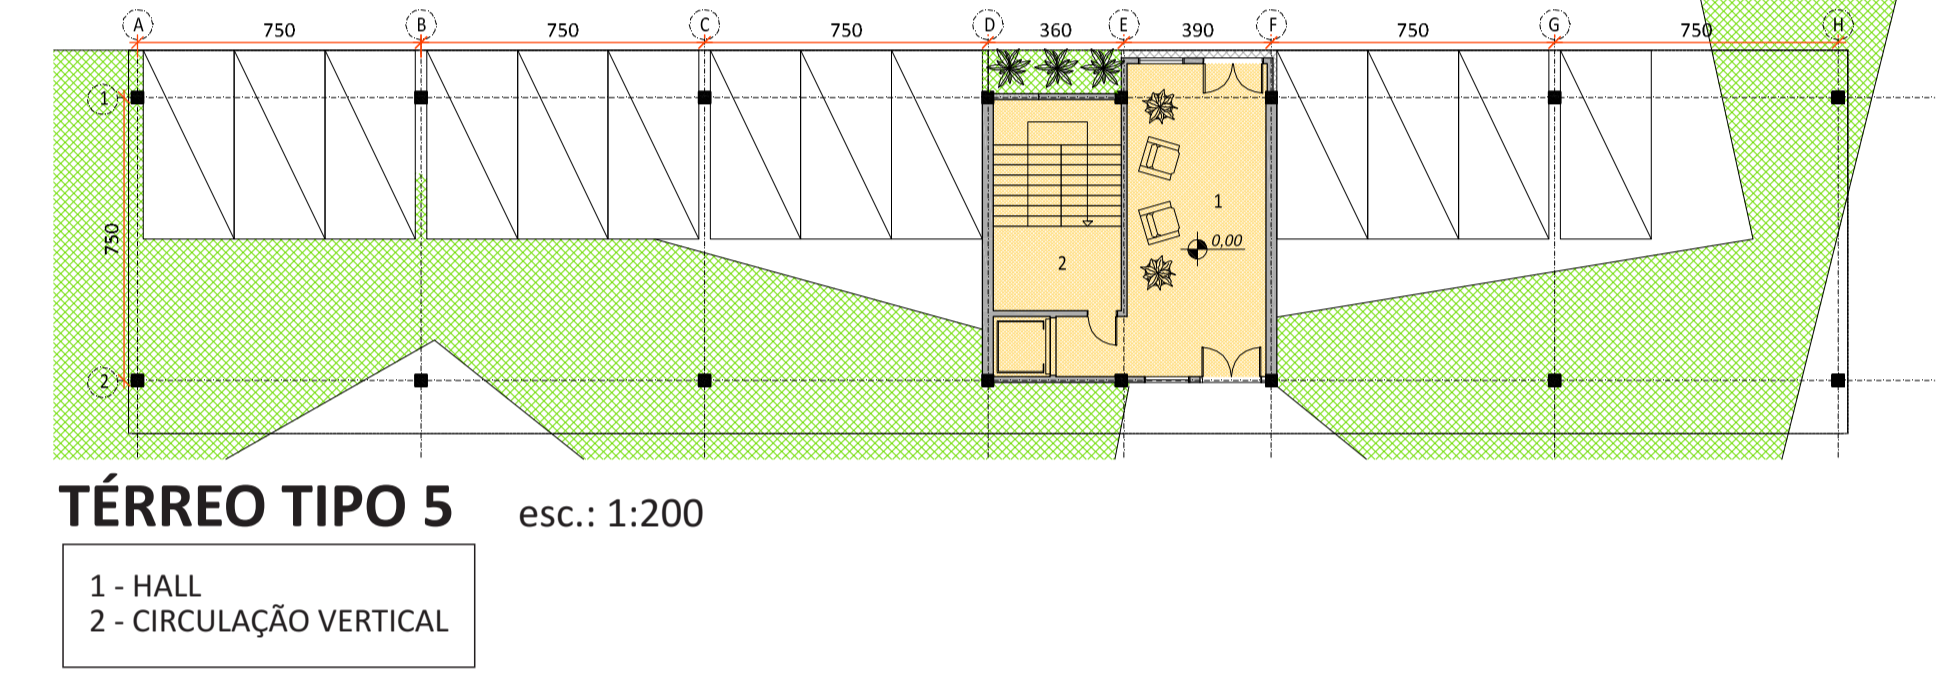 A B C D E F G H
750 750 750 360 390 750 750
1
750
1
0,00
2
2
TÉRREO TIPO 5 esc.: 1:200
1 - HALL
2 - CIRCULAÇÃO VERTICAL